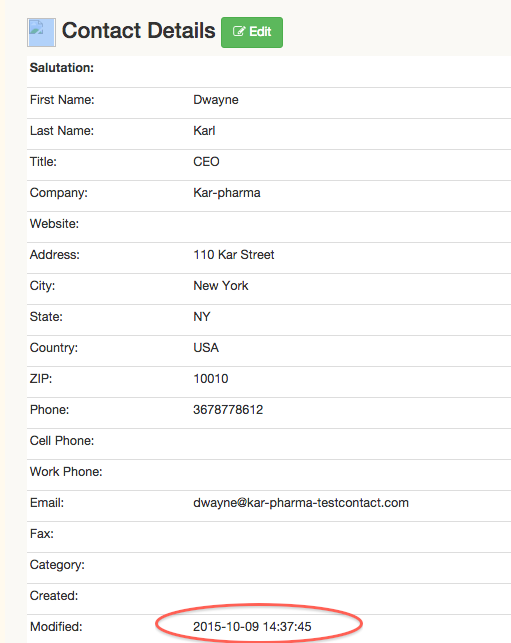 Contact Details Edit
Salutation:
First Name: Dwayne
Last Name: Karl
Title: CEO
Company: Kar-pharma
Website:
Address: 110 Kar Street
City: New York
State: NY
Country: USA
ZIP: 10010
Phone: 3678778612
Cell Phone:
Work Phone:
Email: dwayne@kar-pharma-testcontact.com
Fax:
Category:
Created:
Modified: 2015-10-09 14:37:45